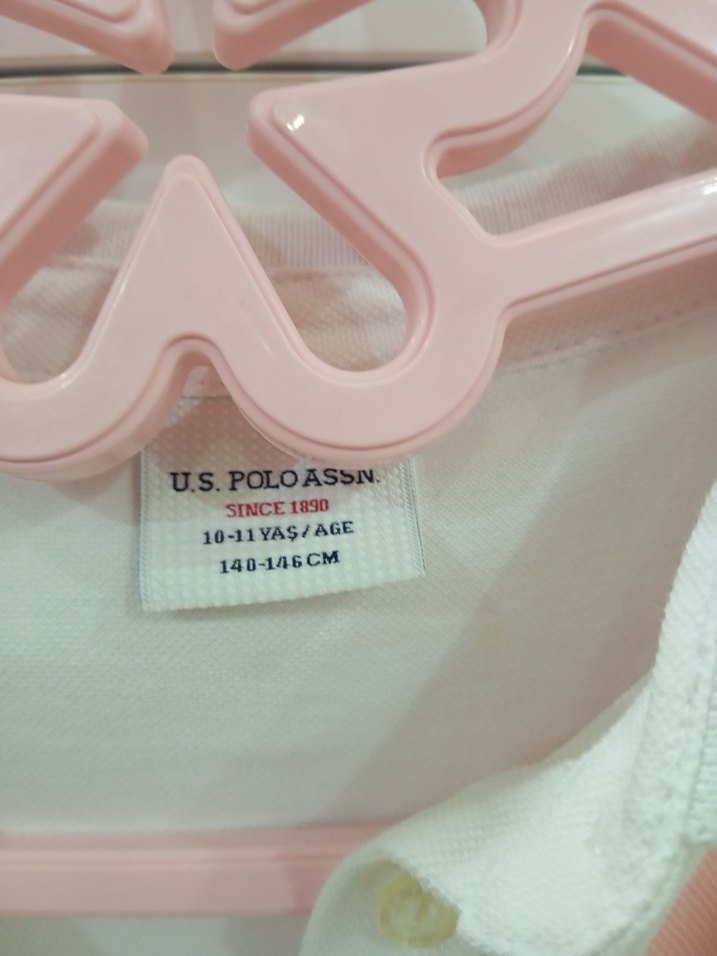 U.S. POLO ASSN.
SINCE 1890
10-11 YAŞ / AGE
140-146 CM